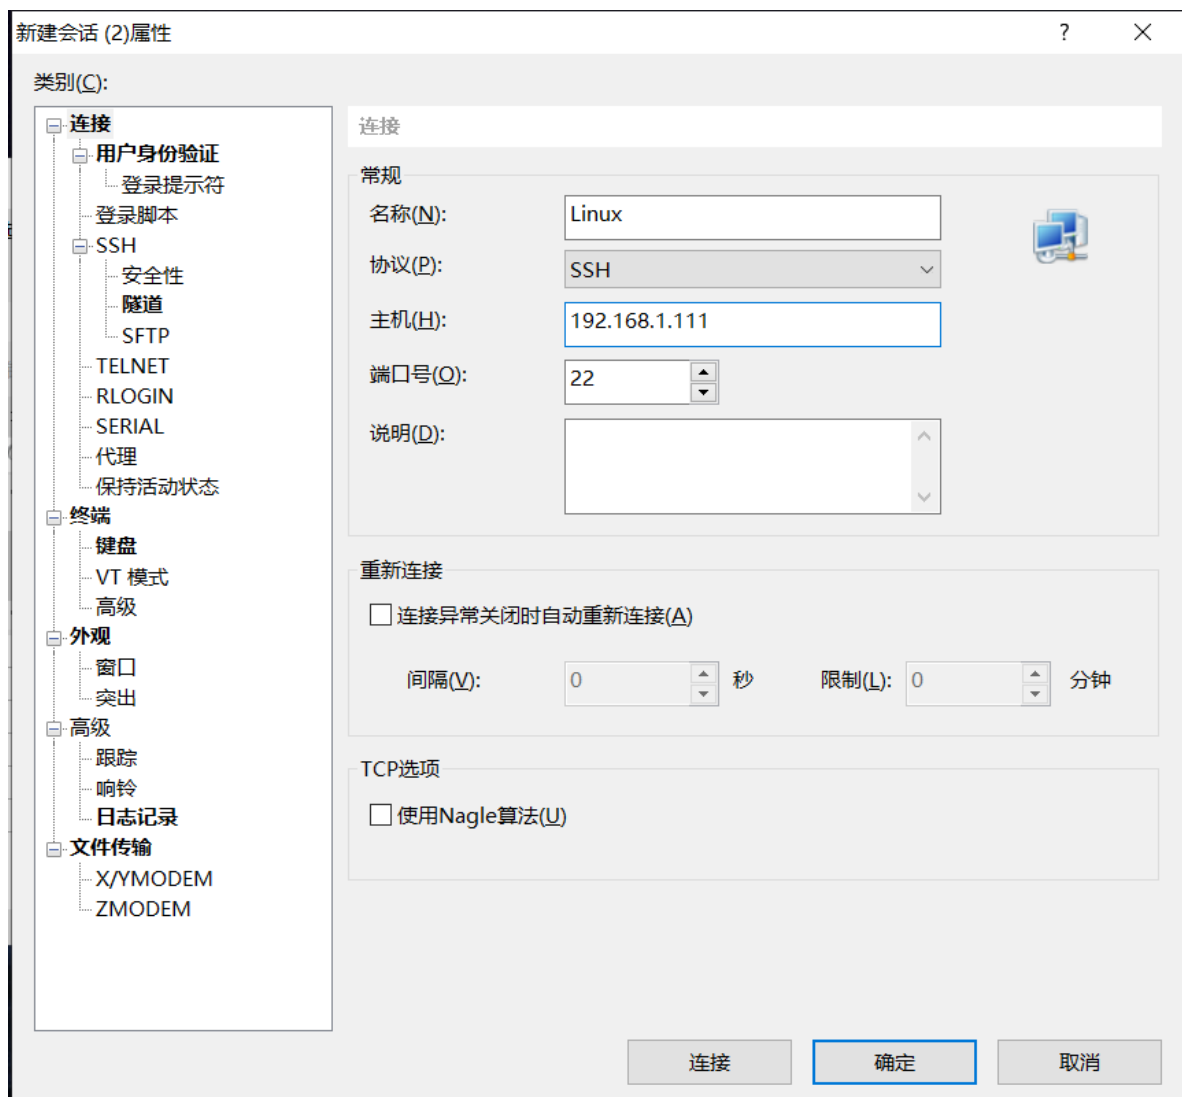 新建会话 (2)属性
?
类别(C):
连接
用户身份验证
登录提示符
登录脚本
SSH
安全性
隧道
SFTP
TELNET
RLOGIN
SERIAL
代理
保持活动状态
终端
键盘
VT 模式
高级
外观
窗口
突出
高级
跟踪
响铃
日志记录
文件传输
X/YMODEM
ZMODEM
连接
常规
名称(N): Linux
协议(P): SSH
主机(H): 192.168.1.111
端口号(O): 22
说明(D):
重新连接
连接异常关闭时自动重新连接(A)
间隔(V): 0 秒 限制(L): 0 分钟
TCP选项
使用Nagle算法(U)
连接 确定 取消